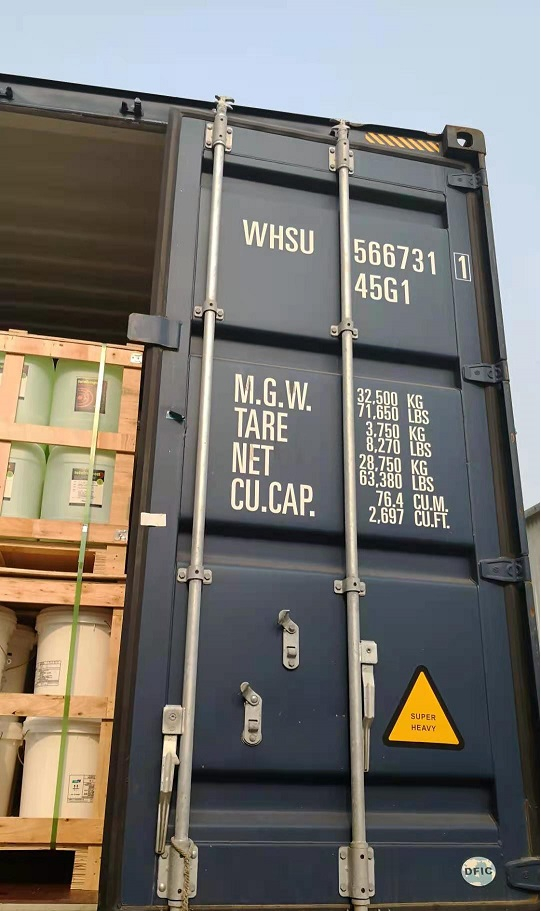 WHSU 566731 1
45G1
M.G.W. 32,500 KG
71,650 LBS
TARE 3,750 KG
8,270 LBS
NET 28,750 KG
63,380 LBS
CU.CAP. 76.4 CU.M.
2,697 CU.FT.
SUPER
HEAVY
DFIC